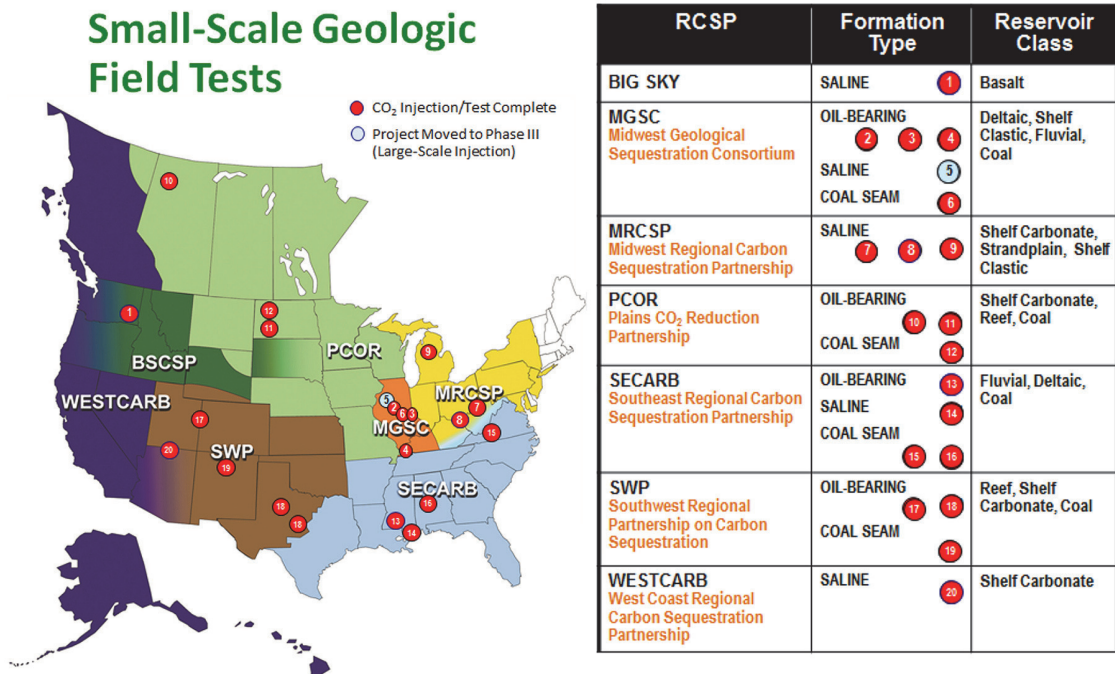 Small-Scale Geologic
Field Tests
CO₂ Injection/Test Complete
Project Moved to Phase III
(Large-Scale Injection)
10
1
12
11
BSCSP
PCOR
9
WESTCARB
MRCSP
5
2
6
3
7
8
MGSC
17
15
20
SWP
19
4
SECARB
18
16
18
13
14
RCSP
Formation
Type
Reservoir
Class
BIG SKY
SALINE
1
Basalt
MGSC
Midwest Geological
Sequestration Consortium
OIL-BEARING
2 3 4
SALINE
5
COAL SEAM
6
Deltaic, Shelf
Clastic, Fluvial,
Coal
MRCSP
Midwest Regional Carbon
Sequestration Partnership
SALINE
7 8 9
Shelf Carbonate,
Strandplain, Shelf
Clastic
PCOR
Plains CO₂ Reduction
Partnership
OIL-BEARING
10 11
COAL SEAM
12
Shelf Carbonate,
Reef, Coal
SECARB
Southeast Regional Carbon
Sequestration Partnership
OIL-BEARING
13
SALINE
14
COAL SEAM
15 16
Fluvial, Deltaic,
Coal
SWP
Southwest Regional
Partnership on Carbon
Sequestration
OIL-BEARING
17 18
COAL SEAM
19
Reef, Shelf
Carbonate, Coal
WESTCARB
West Coast Regional
Carbon Sequestration
Partnership
SALINE
20
Shelf Carbonate